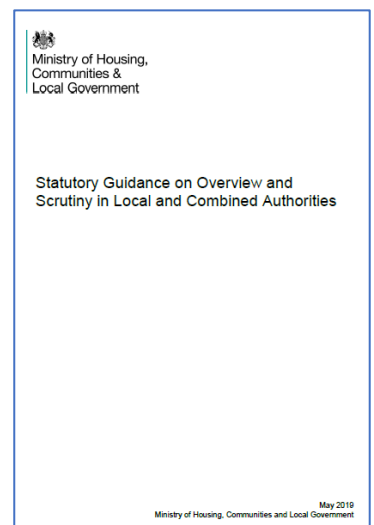 Ministry of Housing,
Communities &
Local Government
Statutory Guidance on Overview and
Scrutiny in Local and Combined Authorities
May 2019
Ministry of Housing, Communities and Local Government